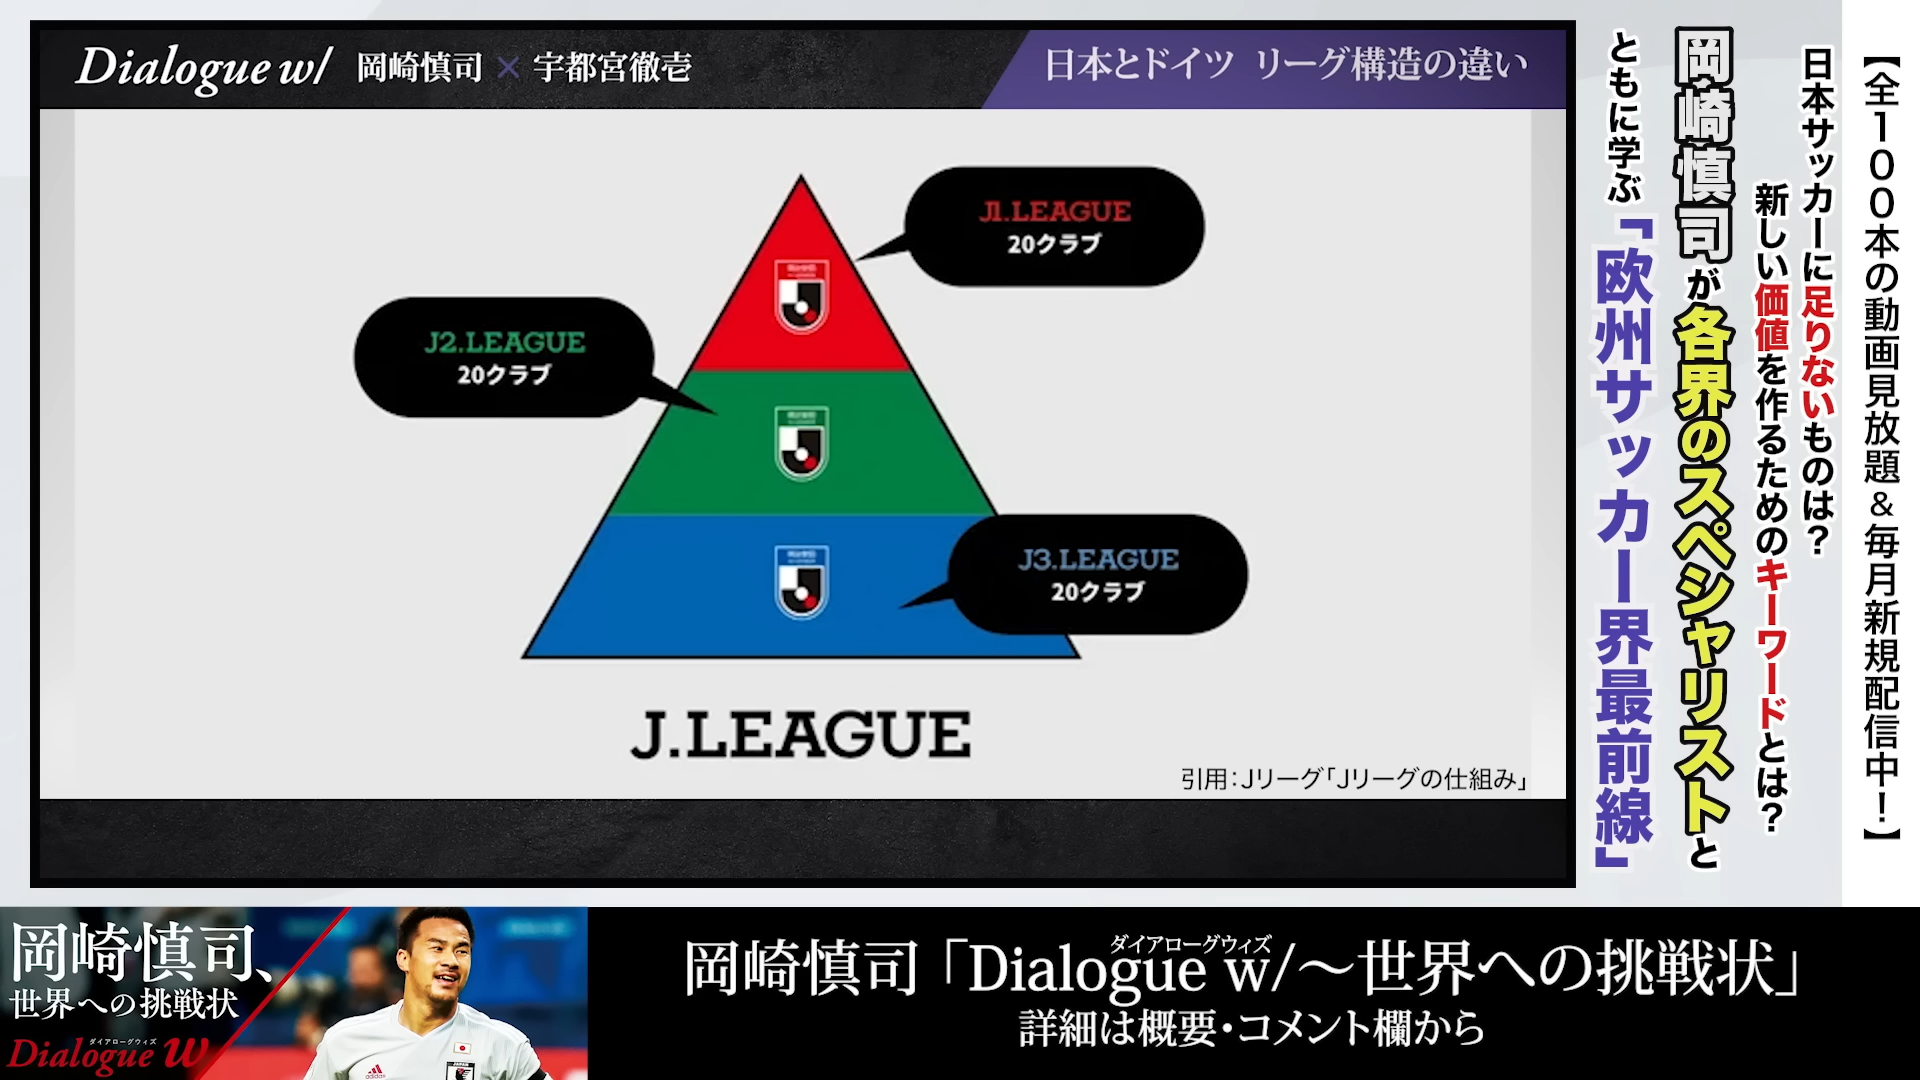 Dialogue w/ 岡崎慎司×宇都宮徹壱
日本とドイツ リーグ構造の違い
J1.LEAGUE
20クラブ
J2.LEAGUE
20クラブ
J3.LEAGUE
20クラブ
J.LEAGUE
引用：Jリーグ「Jリーグの仕組み」
【全100本の動画見放題&毎月新規配信中！】
日本サッカーに足りないものは？
新しい価値を作るためのキーワードとは？
岡崎慎司が各界のスペシャリストと
ともに学ぶ「欧州サッカー界最前線」
岡崎慎司、
世界への挑戦状
ダイアローグウィズ
Dialogue W/
adidas
JAPAN
ダイアローグウィズ
岡崎慎司「Dialogue w/〜世界への挑戦状」
詳細は概要・コメント欄から